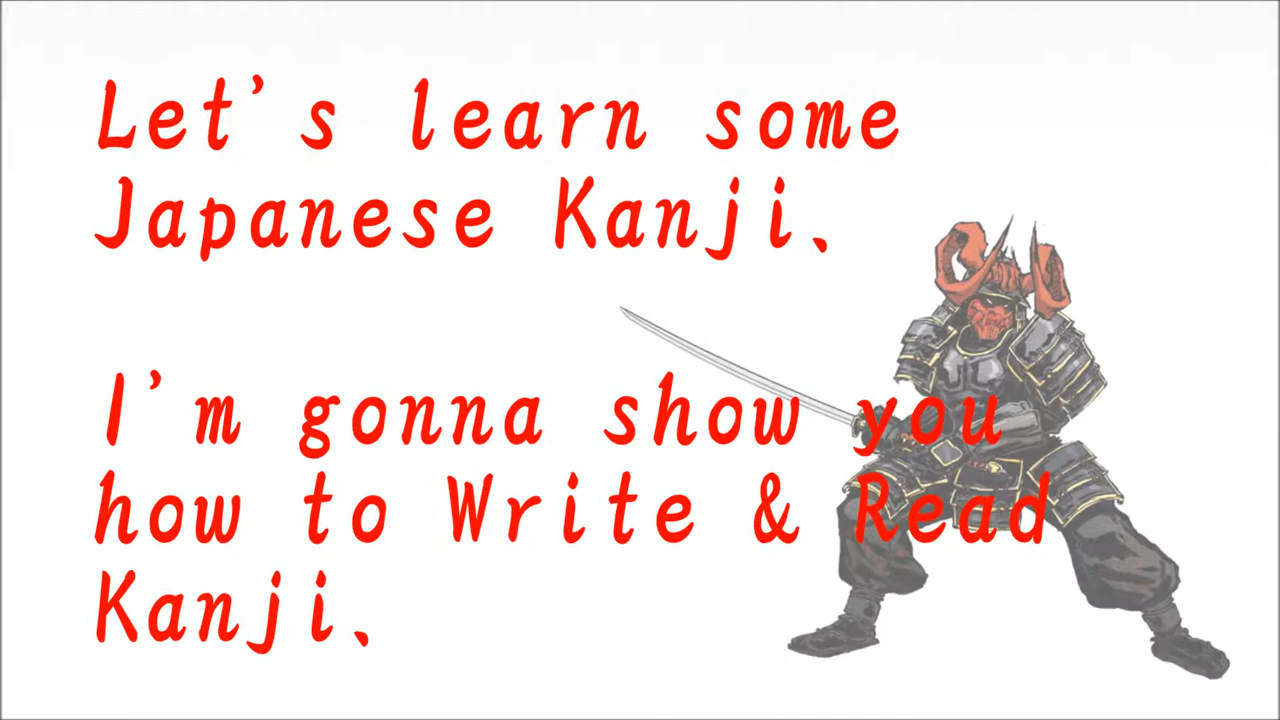 Let's learn some
Japanese Kanji、
I'm gonna show you
how to Write & Read
Kanji、